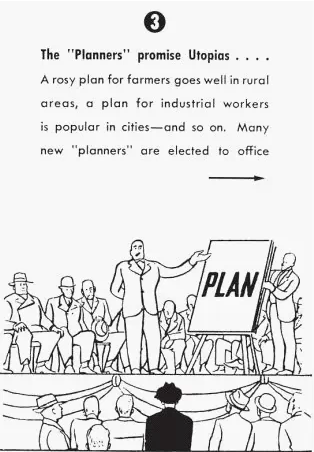 3
The "Planners" promise Utopias . . . .
A rosy plan for farmers goes well in rural
areas, a plan for industrial workers
is popular in cities—and so on. Many
new "planners" are elected to office
PLAN